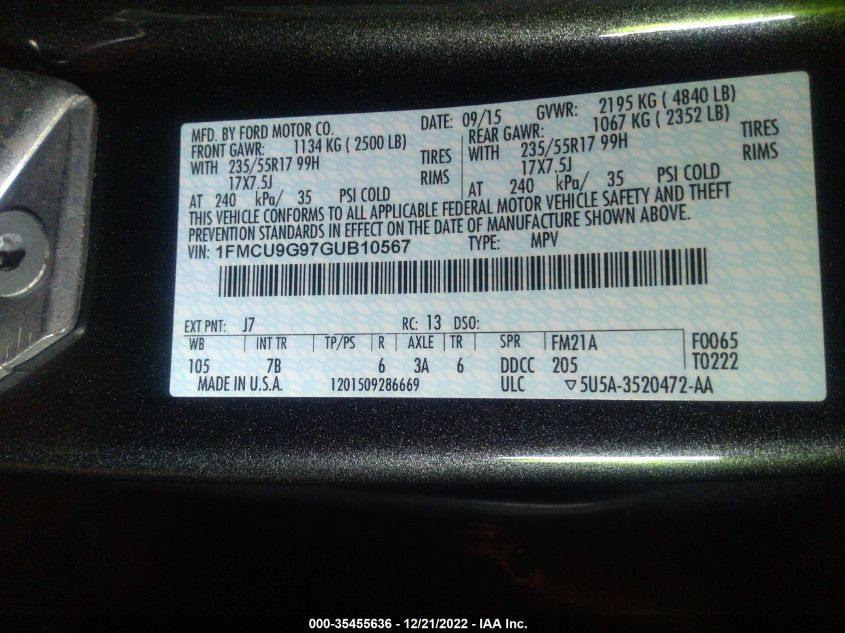 MFD. BY FORD MOTOR CO. DATE: 09/15 GVWR: 2195 KG ( 4840 LB)
FRONT GAWR: 1134 KG ( 2500 LB) REAR GAWR: 1067 KG ( 2352 LB)
WITH 235/55R17 99H TIRES WITH 235/55R17 99H TIRES
17X7.5J RIMS 17X7.5J RIMS
AT 240 kPa/ 35 PSI COLD AT 240 kPa/ 35 PSI COLD
THIS VEHICLE CONFORMS TO ALL APPLICABLE FEDERAL MOTOR VEHICLE SAFETY AND THEFT
PREVENTION STANDARDS IN EFFECT ON THE DATE OF MANUFACTURE SHOWN ABOVE.
VIN: 1FMCU9G97GUB10567 TYPE: MPV
EXT PNT: J7 RC: 13 DSO:
WB INT TR TP/PS R AXLE TR SPR FM21A F0065
105 7B 6 3A 6 DDCC 205 T0222
MADE IN U.S.A. 1201509286669 ULC ▽5U5A-3520472-AA
000-35455636 - 12/21/2022 - IAA Inc.